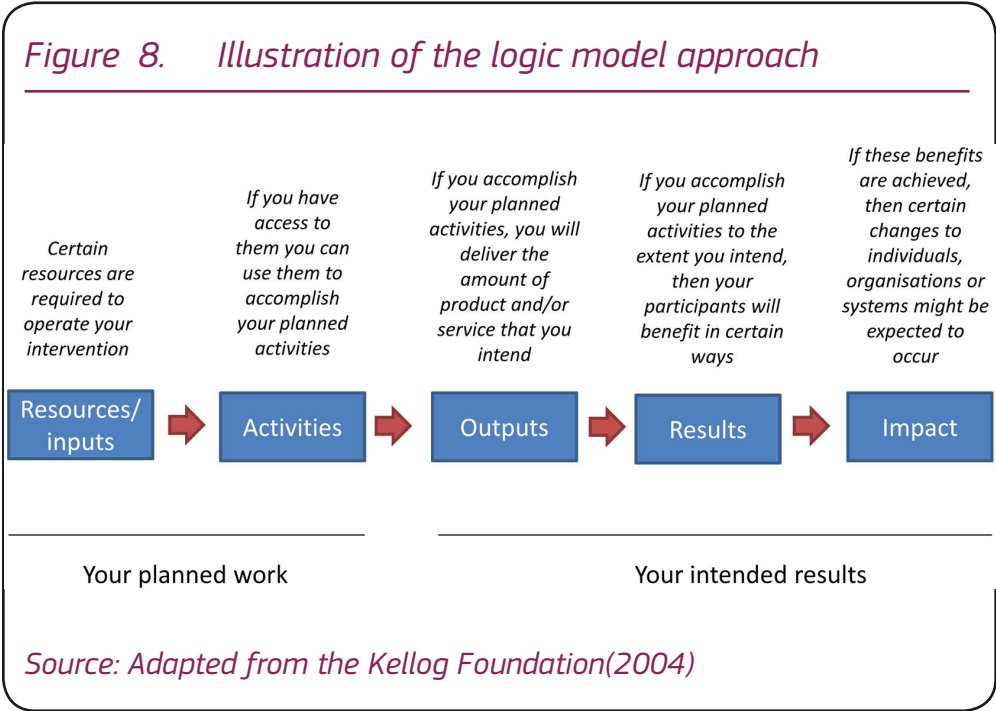 Figure 8. Illustration of the logic model approach
Certain
resources are
required to
operate your
intervention
If you have
access to
them you can
use them to
accomplish
your planned
activities
If you accomplish
your planned
activities, you will
deliver the
amount of
product and/or
service that you
intend
If you accomplish
your planned
activities to the
extent you intend,
then your
participants will
benefit in certain
ways
If these benefits
are achieved,
then certain
changes to
individuals,
organisations or
systems might be
expected to
occur
Resources/
inputs
Activities
Outputs
Results
Impact
Your planned work
Your intended results
Source: Adapted from the Kellog Foundation(2004)